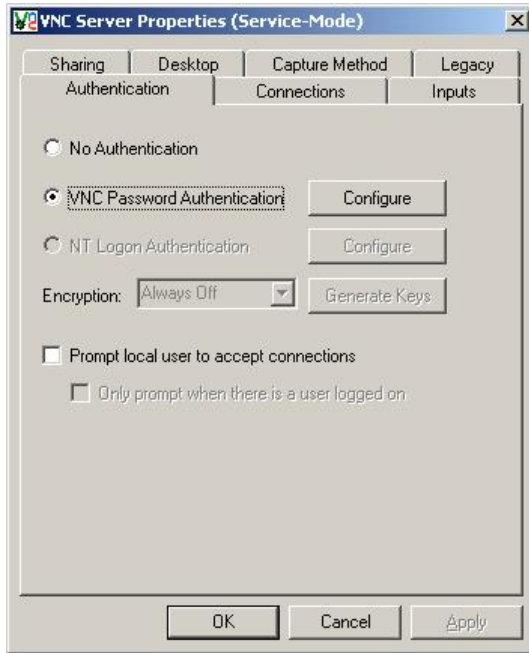 VNC Server Properties (Service-Mode)
Sharing Desktop Capture Method Legacy
Authentication Connections Inputs
No Authentication
VNC Password Authentication Configure
NT Logon Authentication Configure
Encryption: Always Off Generate Keys
Prompt local user to accept connections
Only prompt when there is a user logged on
OK Cancel Apply